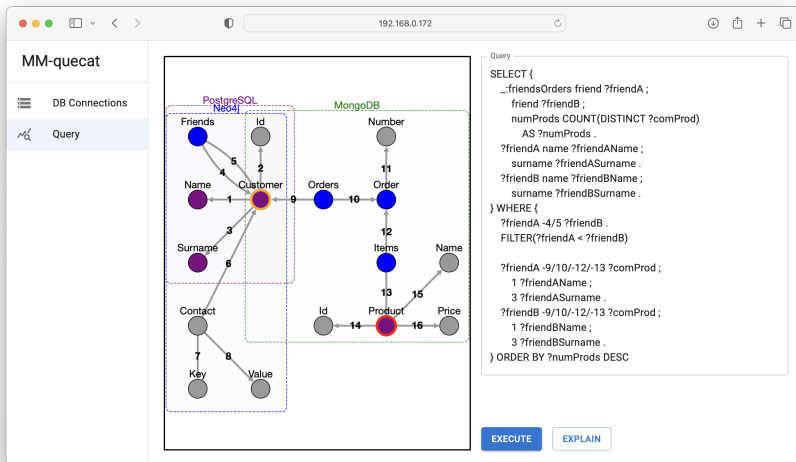 192.168.0.172
MM-quecat
DB Connections
Query
PostgreSQL
Neo4j
MongoDB
Friends
Id
Number
5
4
2
11
Name
Customer
Orders
Order
1
9
10
3
12
Surname
6
Items
Name
13
15
Contact
Id
Product
Price
14
16
7
8
Key
Value
Query
SELECT {
_:friendsOrders friend ?friendA ;
friend ?friendB ;
numProds COUNT(DISTINCT ?comProd)
AS ?numProds .
?friendA name ?friendAName ;
surname ?friendASurname .
?friendB name ?friendBName ;
surname ?friendBSurname .
} WHERE {
?friendA -4/5 ?friendB .
FILTER(?friendA < ?friendB)
?friendA -9/10/-12/-13 ?comProd ;
1 ?friendAName ;
3 ?friendASurname .
?friendB -9/10/-12/-13 ?comProd ;
1 ?friendBName ;
3 ?friendBSurname .
} ORDER BY ?numProds DESC
EXECUTE
EXPLAIN